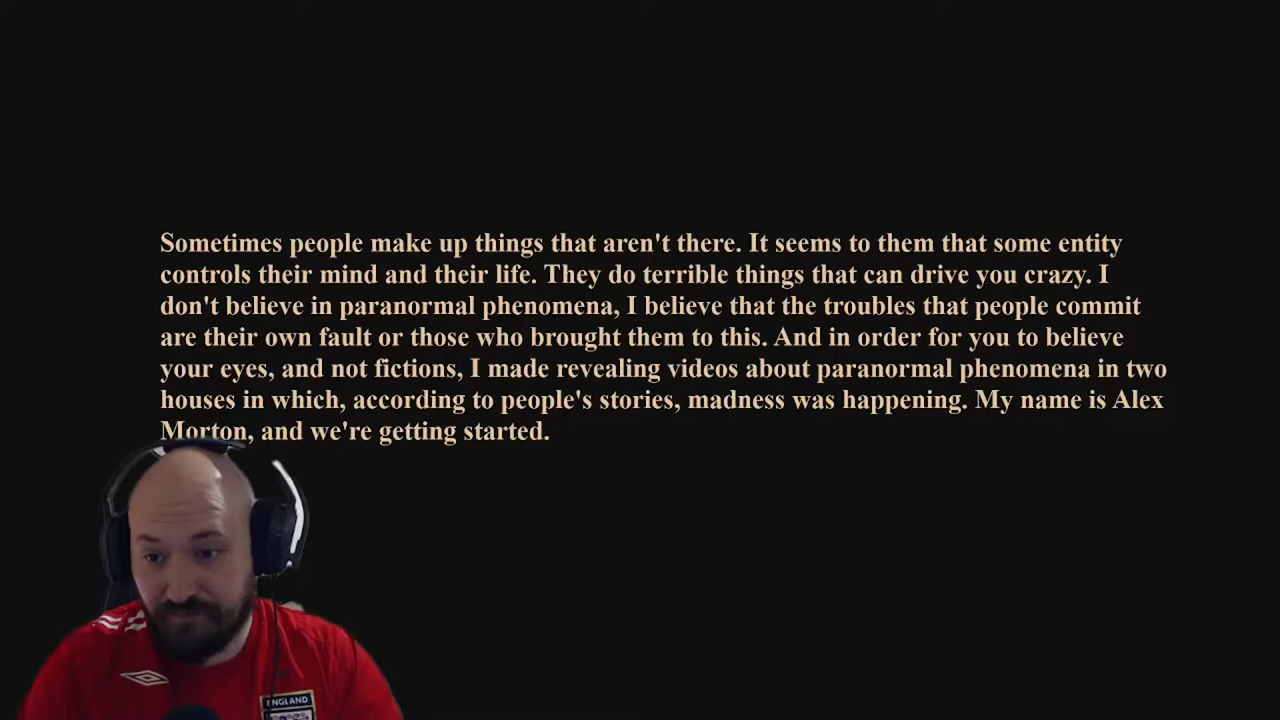 Sometimes people make up things that aren't there. It seems to them that some entity
controls their mind and their life. They do terrible things that can drive you crazy. I
don't believe in paranormal phenomena, I believe that the troubles that people commit
are their own fault or those who brought them to this. And in order for you to believe
your eyes, and not fictions, I made revealing videos about paranormal phenomena in two
houses in which, according to people's stories, madness was happening. My name is Alex
Morton, and we're getting started.
ENGLAND